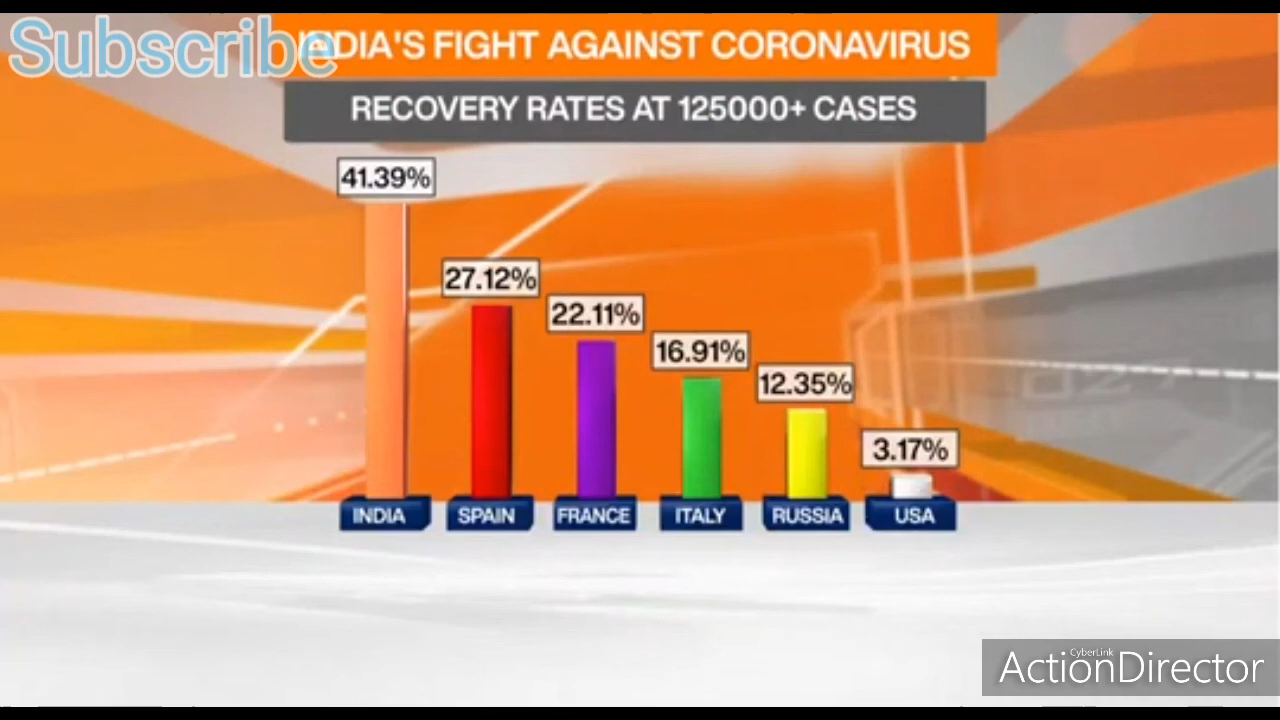 Subscribe
INDIA'S FIGHT AGAINST CORONAVIRUS
RECOVERY RATES AT 125000+ CASES
41.39%
27.12%
22.11%
16.91%
12.35%
3.17%
INDIA
SPAIN
FRANCE
ITALY
RUSSIA
USA
CyberLink
ActionDirector